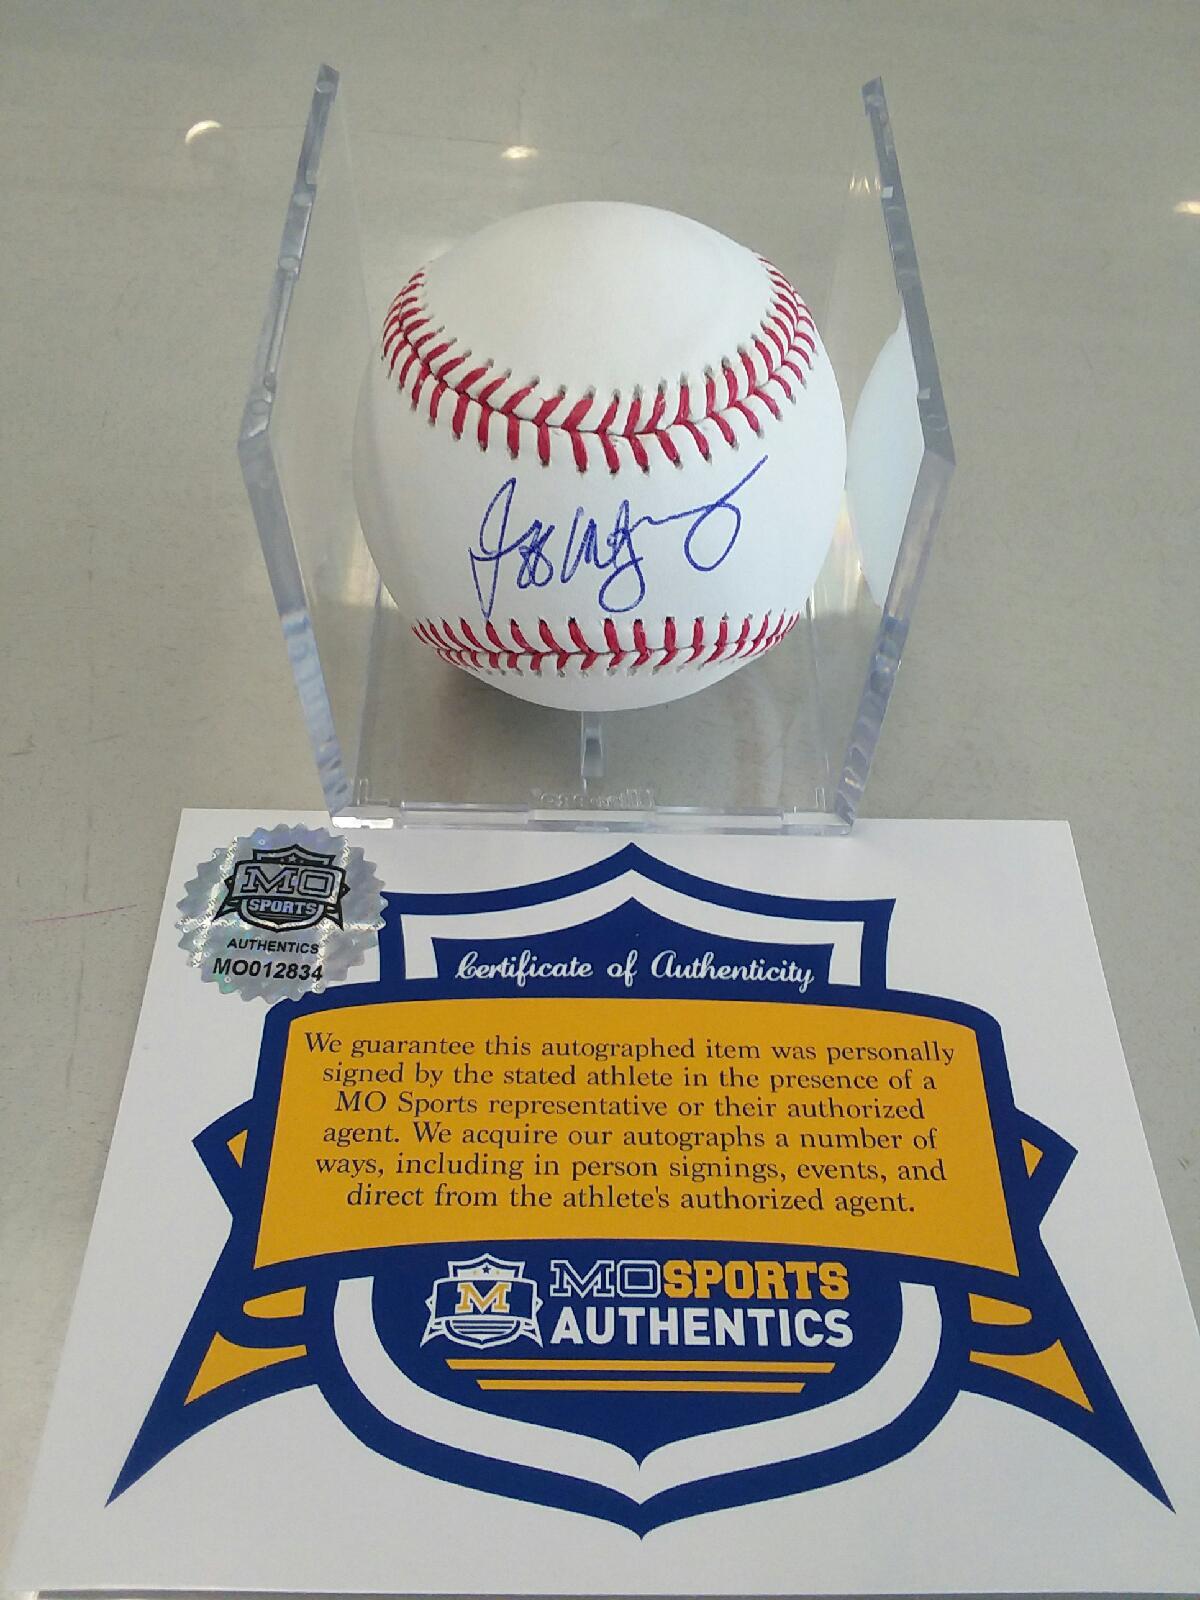 MO
SPORTS
AUTHENTICS
MO012834
Certificate of Authenticity
We guarantee this autographed item was personally
signed by the stated athlete in the presence of a
MO Sports representative or their authorized
agent. We acquire our autographs a number of
ways, including in person signings, events, and
direct from the athlete's authorized agent.
M
MOSPORTS
AUTHENTICS